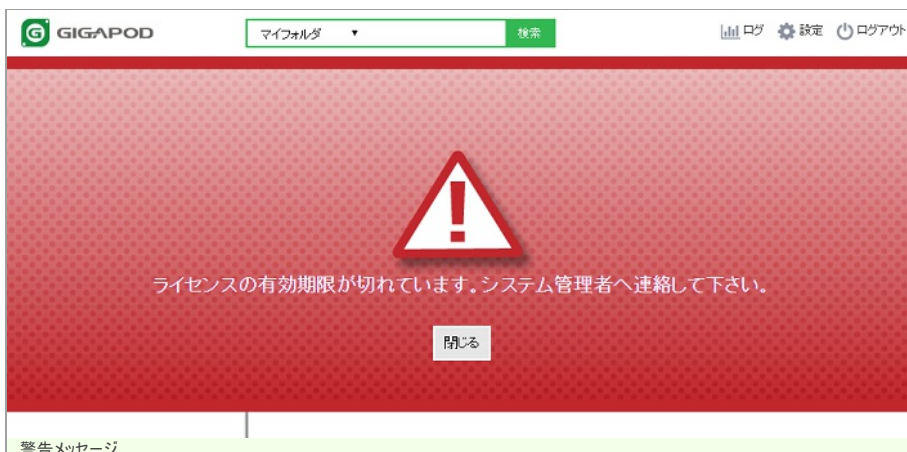 G GIGAPOD
マイフォルダ ▼
検索
ログ
設定
ログアウト
!
ライセンスの有効期限が切れています。システム管理者へ連絡して下さい。
閉じる
警告メッセージ